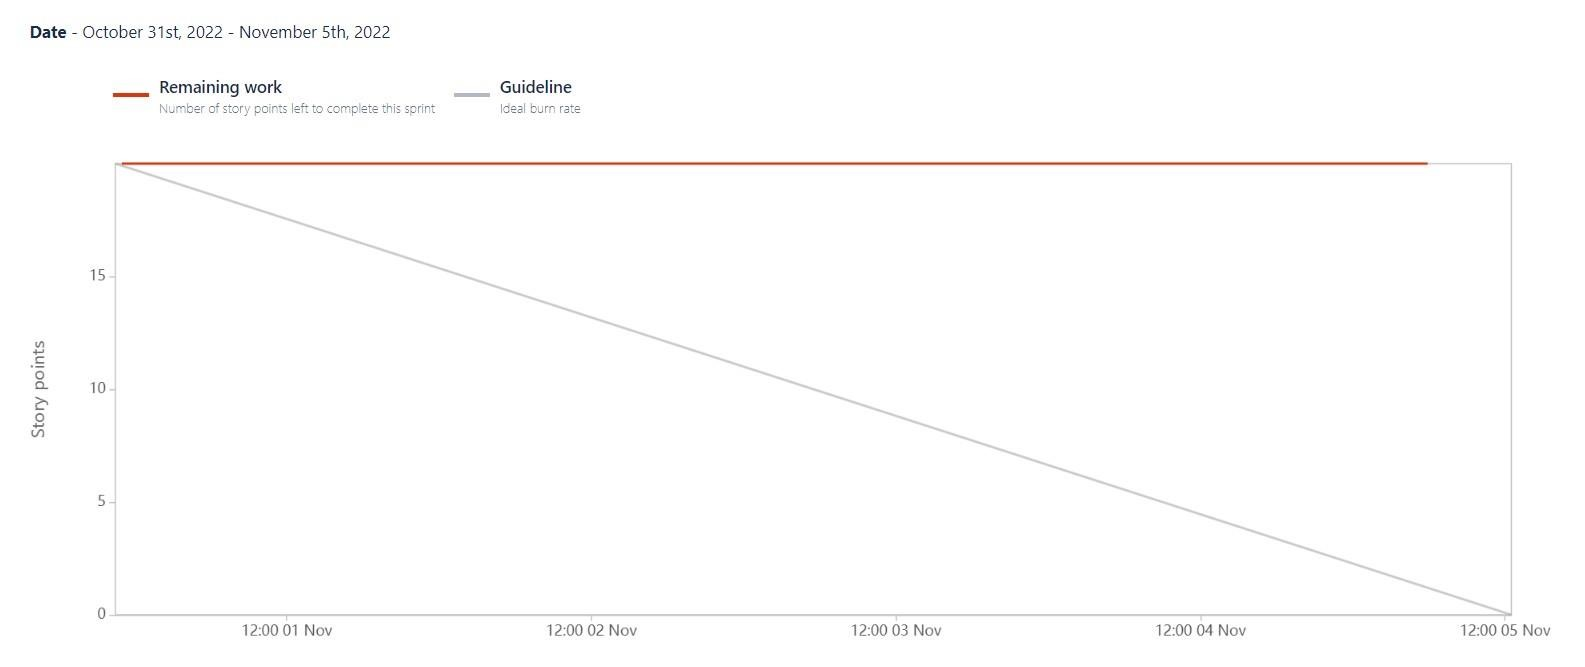 Date - October 31st, 2022 - November 5th, 2022
Remaining work
Number of story points left to complete this sprint
Guideline
Ideal burn rate
Story points
15
10
5
0
12:00 01 Nov
12:00 02 Nov
12:00 03 Nov
12:00 04 Nov
12:00 05 Nov